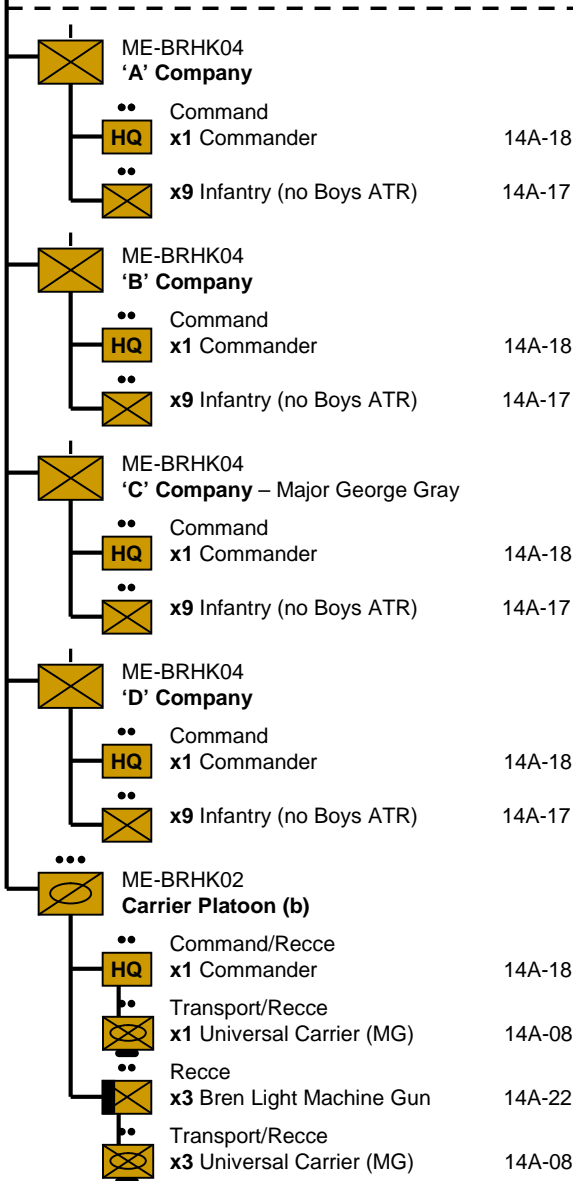 ME-BRHK04
‘A’ Company
Command
HQ x1 Commander 14A-18
x9 Infantry (no Boys ATR) 14A-17
ME-BRHK04
‘B’ Company
Command
HQ x1 Commander 14A-18
x9 Infantry (no Boys ATR) 14A-17
ME-BRHK04
‘C’ Company – Major George Gray
Command
HQ x1 Commander 14A-18
x9 Infantry (no Boys ATR) 14A-17
ME-BRHK04
‘D’ Company
Command
HQ x1 Commander 14A-18
x9 Infantry (no Boys ATR) 14A-17
ME-BRHK02
Carrier Platoon (b)
Command/Recce
HQ x1 Commander 14A-18
Transport/Recce
x1 Universal Carrier (MG) 14A-08
Recce
x3 Bren Light Machine Gun 14A-22
Transport/Recce
x3 Universal Carrier (MG) 14A-08